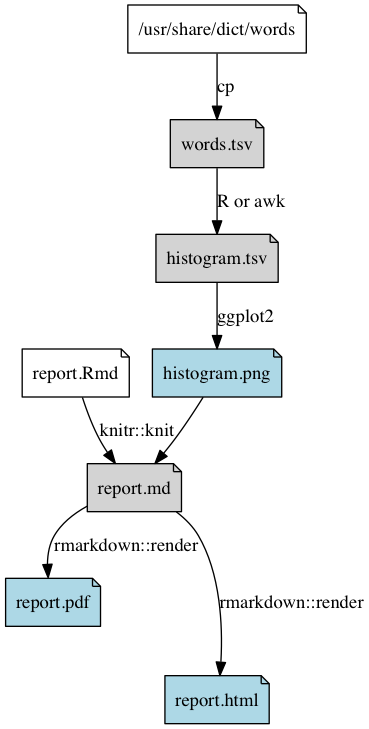 /usr/share/dict/words
cp
words.tsv
R or awk
histogram.tsv
ggplot2
report.Rmd
histogram.png
knitr::knit
report.md
rmarkdown::render
report.pdf
rmarkdown::render
report.html